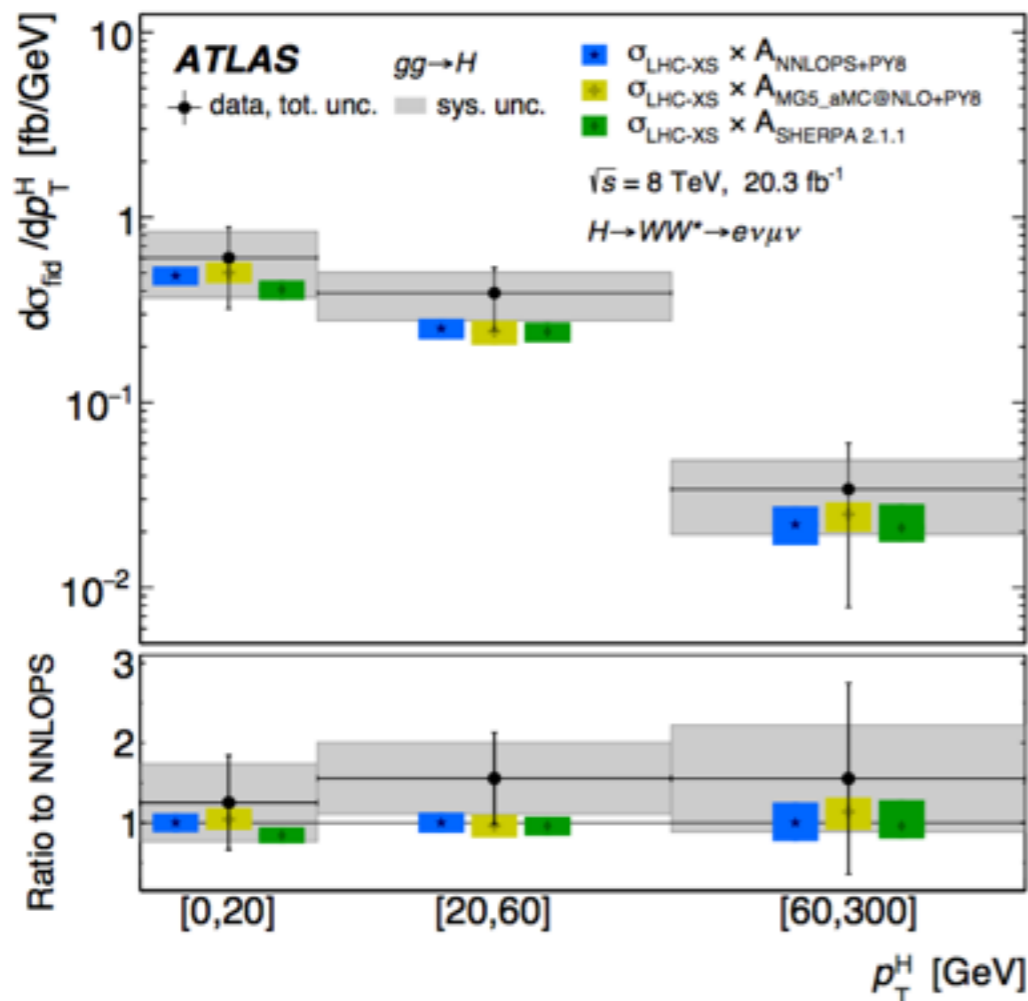 ATLAS gg→H
data, tot. unc. sys. unc.
σLHC-XS × ANNLOPS+PY8
σLHC-XS × AMG5_aMC@NLO+PY8
σLHC-XS × ASHERPA 2.1.1
√s = 8 TeV, 20.3 fb⁻¹
H→WW*→eνμν
dσfid/dp_T^H [fb/GeV]
10
1
10⁻¹
10⁻²
Ratio to NNLOPS
3
2
1
[0,20] [20,60] [60,300]
p_T^H [GeV]